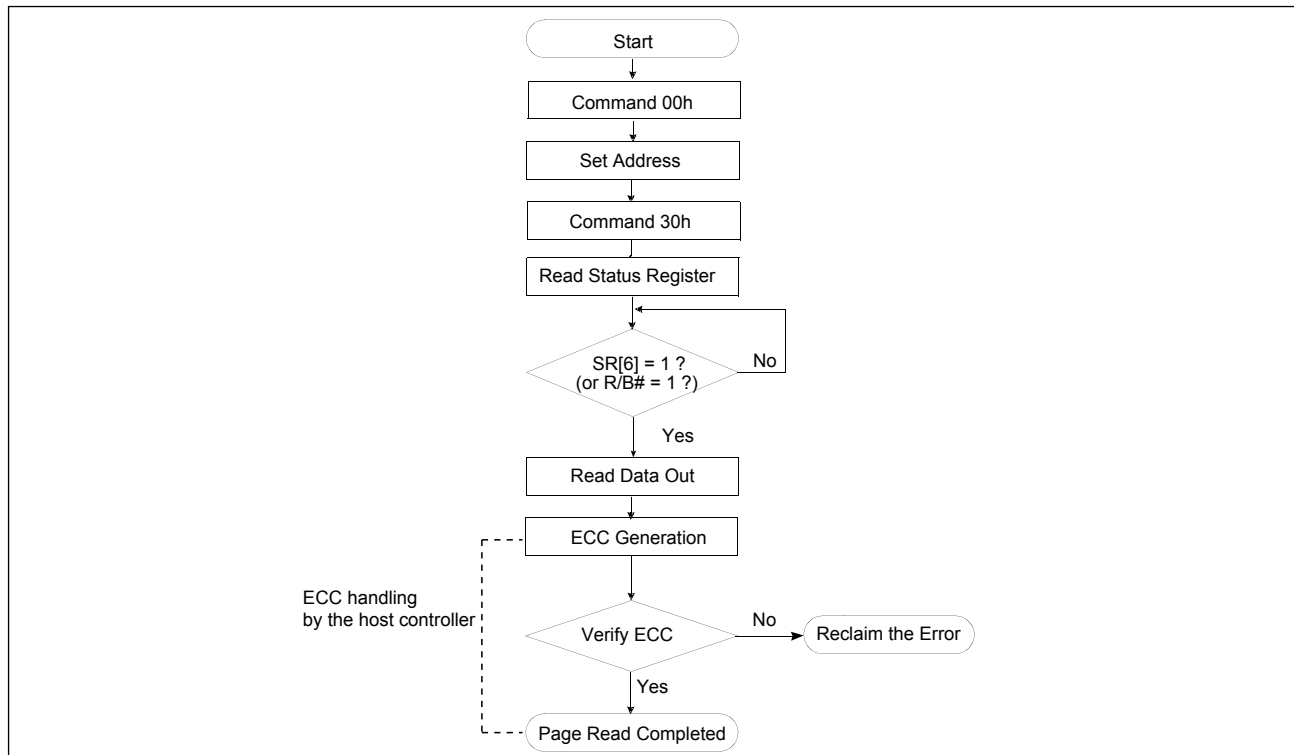 Start
Command 00h
Set Address
Command 30h
Read Status Register
SR[6] = 1 ?
(or R/B# = 1 ?)
No
Yes
Read Data Out
ECC Generation
ECC handling
by the host controller
Verify ECC
No
Reclaim the Error
Yes
Page Read Completed